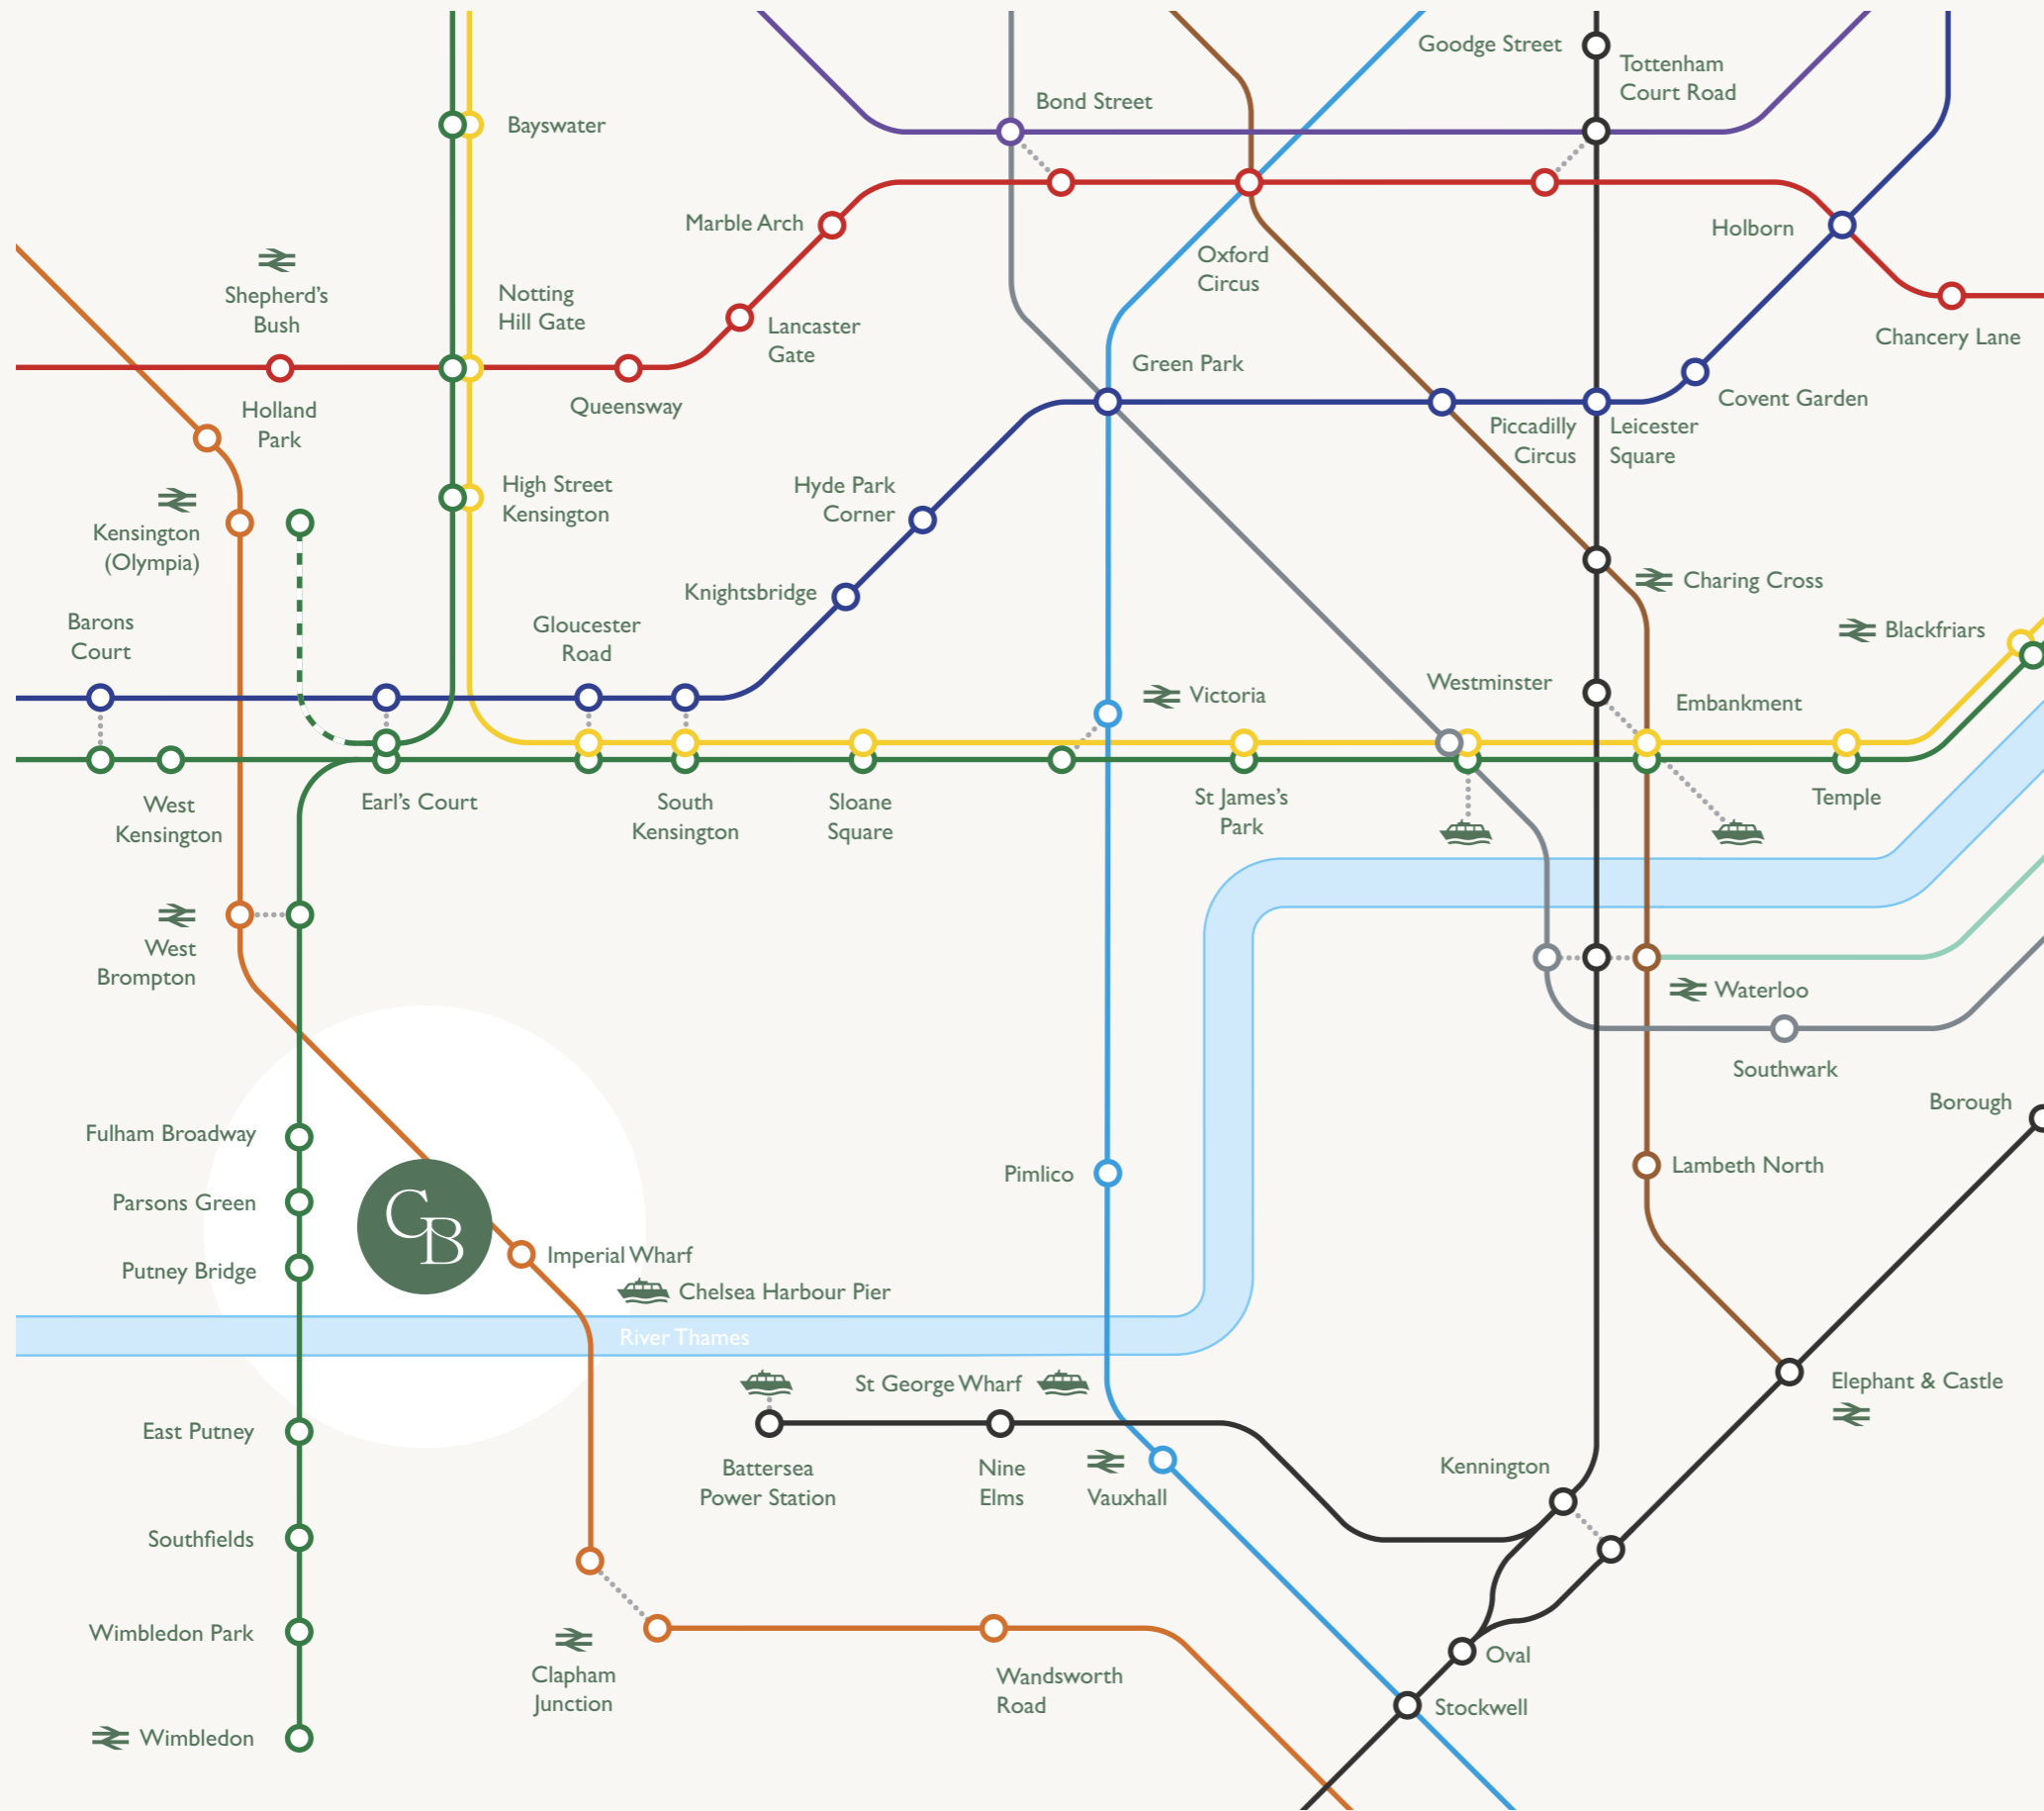 Goodge Street
Tottenham
Court Road
Bond Street
Bayswater
Marble Arch
Holborn
Oxford
Circus
Shepherd's
Bush
Notting
Hill Gate
Lancaster
Gate
Chancery Lane
Green Park
Holland
Park
Queensway
Covent Garden
Piccadilly
Circus
Leicester
Square
High Street
Kensington
Hyde Park
Corner
Kensington
(Olympia)
Knightsbridge
Charing Cross
Barons
Court
Gloucester
Road
Blackfriars
Victoria
Westminster
Embankment
West
Kensington
Earl's Court
South
Kensington
Sloane
Square
St James's
Park
Temple
West
Brompton
Waterloo
Southwark
Borough
Fulham Broadway
Lambeth North
Pimlico
Parsons Green
CB
Imperial Wharf
Putney Bridge
Chelsea Harbour Pier
River Thames
St George Wharf
Elephant & Castle
East Putney
Battersea
Power Station
Nine
Elms
Vauxhall
Kennington
Southfields
Wimbledon Park
Clapham
Junction
Wandsworth
Road
Oval
Stockwell
Wimbledon